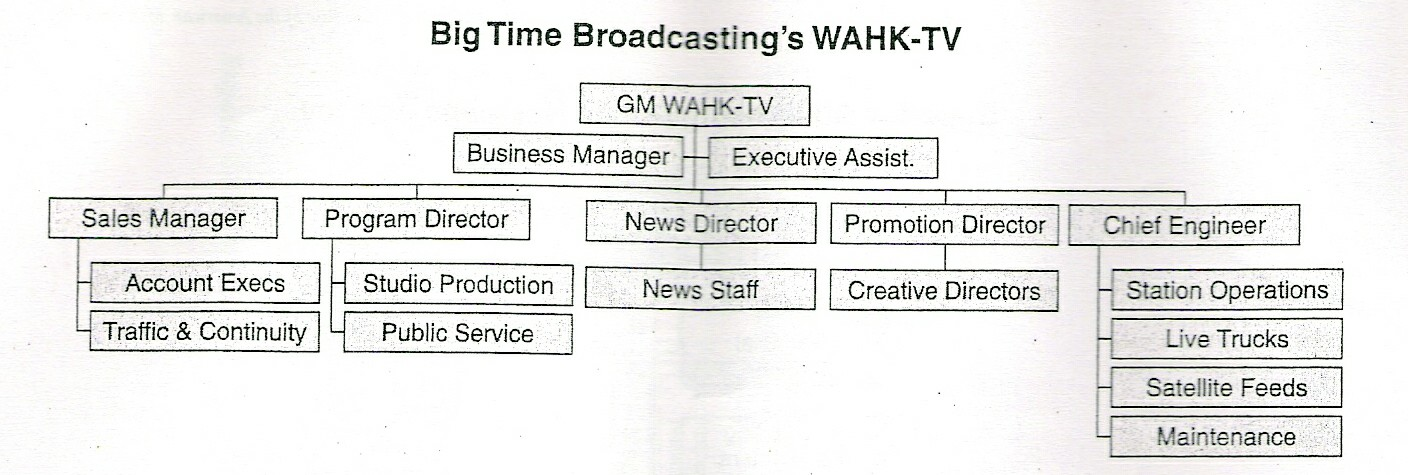 Big Time Broadcasting's WAHK-TV
GM WAHK-TV
Business Manager
Executive Assist.
Sales Manager
Program Director
News Director
Promotion Director
Chief Engineer
Account Execs
Traffic & Continuity
Studio Production
Public Service
News Staff
Creative Directors
Station Operations
Live Trucks
Satellite Feeds
Maintenance